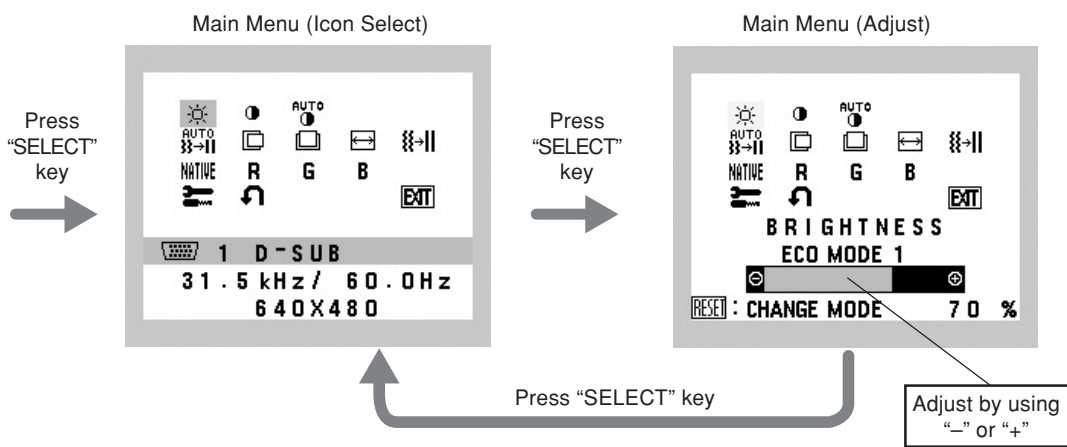 Main Menu (Icon Select)
Main Menu (Adjust)
Press
“SELECT”
key
AUTO
AUTO
NATIVE R G B
EXIT
1 D-SUB
31.5 kHz/ 60.0Hz
640X480
Press
“SELECT”
key
AUTO
AUTO
NATIVE R G B
EXIT
BRIGHTNESS
ECO MODE 1
RESET : CHANGE MODE 70 %
Press “SELECT” key
Adjust by using
“–” or “+”